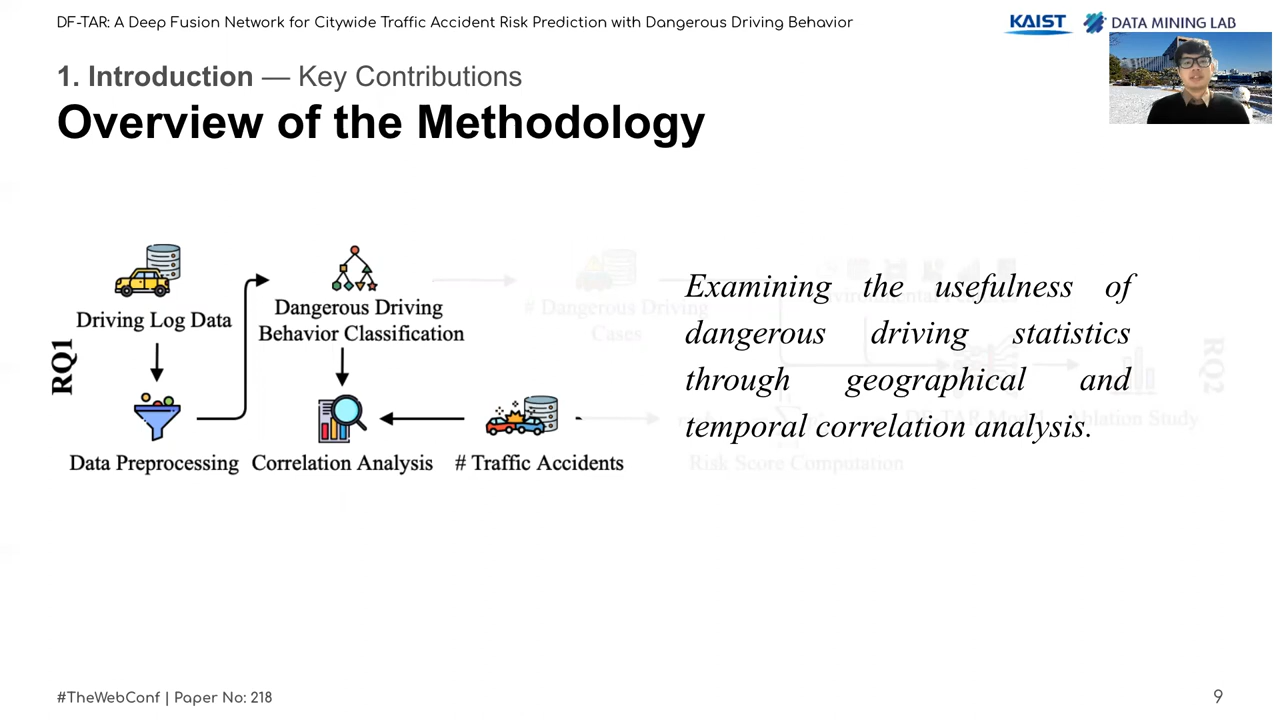 DF-TAR: A Deep Fusion Network for Citywide Traffic Accident Risk Prediction with Dangerous Driving Behavior
KAIST DATA MINING LAB
1. Introduction — Key Contributions
Overview of the Methodology
RQ1
Driving Log Data
Data Preprocessing
Dangerous Driving
Behavior Classification
Correlation Analysis
# Traffic Accidents
# Dangerous Driving
Cases
Risk Score Computation
Ablation Study
RQ2
Examining the usefulness of
dangerous driving statistics
through geographical and
temporal correlation analysis.
#TheWebConf | Paper No: 218
9